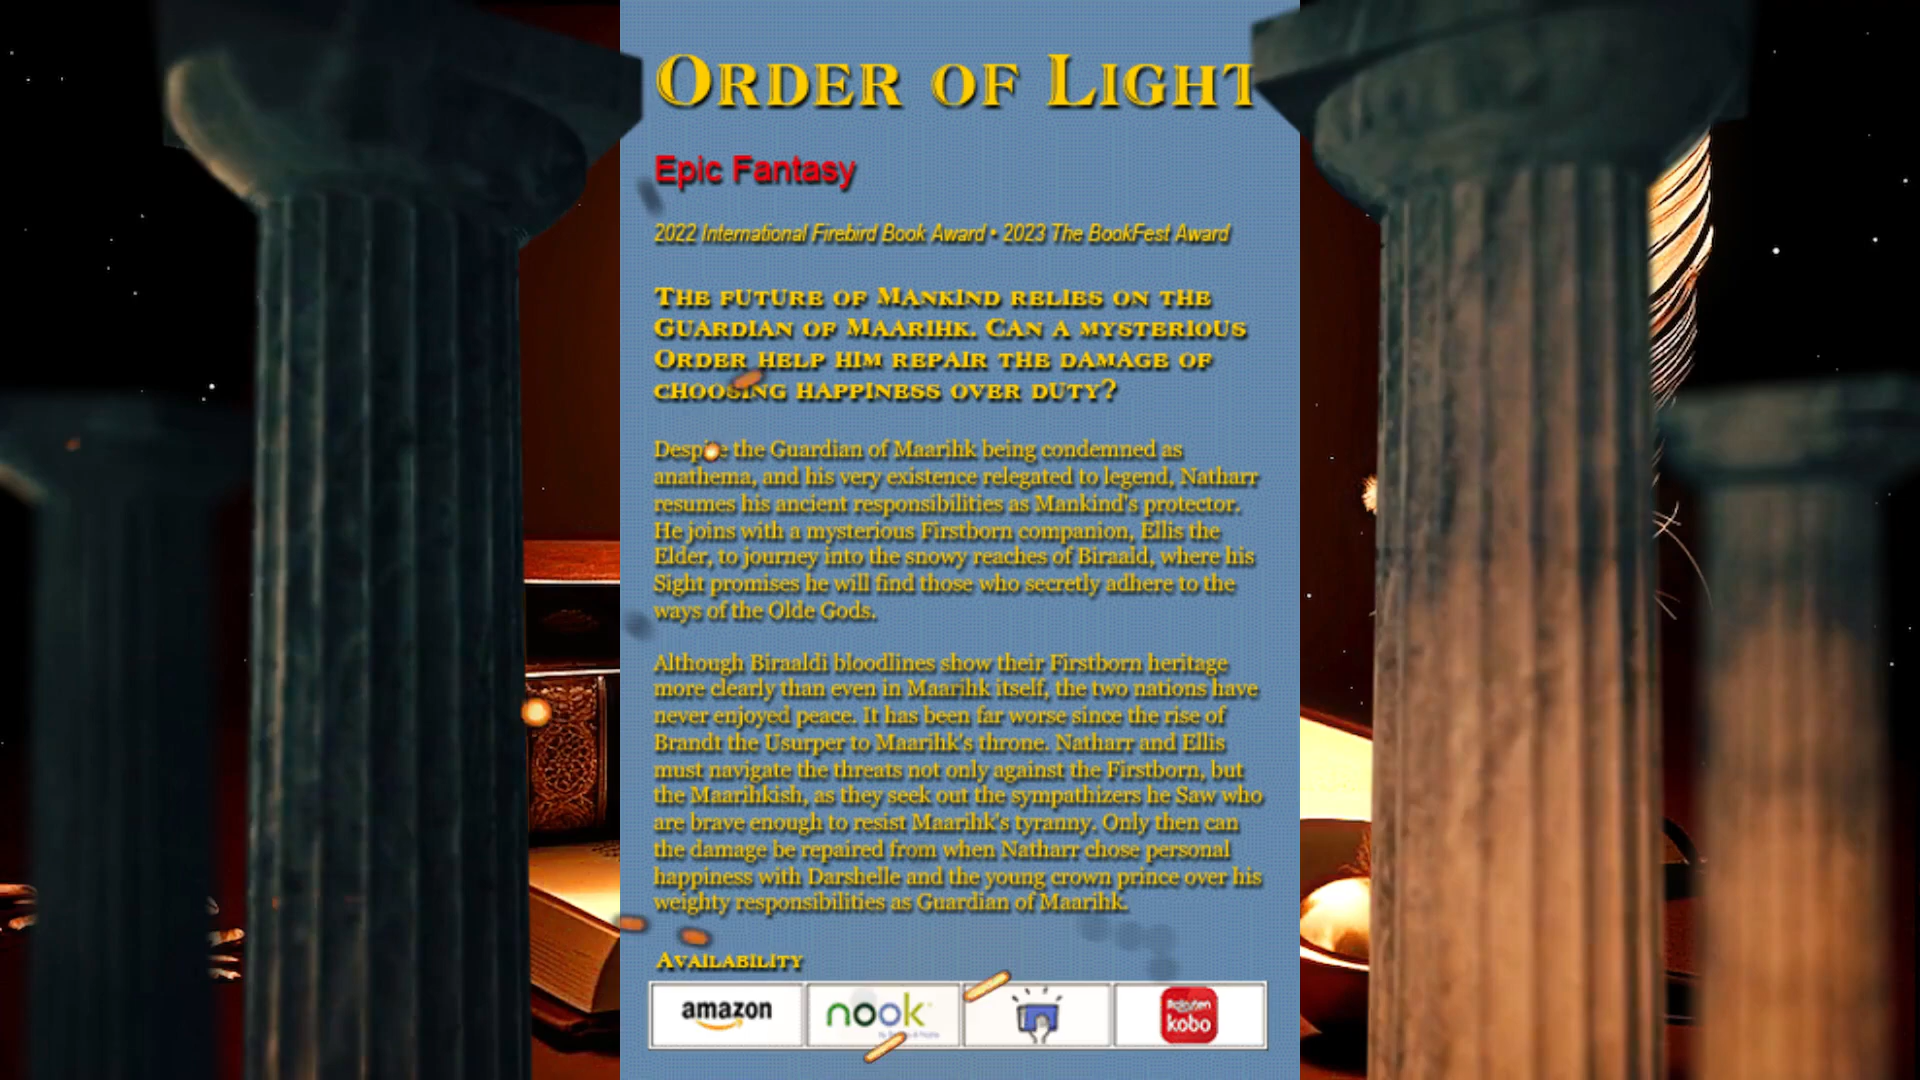 Order of Light
Epic Fantasy
2022 International Firebird Book Award • 2023 The BookFest Award
The future of Mankind relies on the
Guardian of Maarihk. Can a mysterious
Order help him repair the damage of
choosing happiness over duty?
Despite the Guardian of Maarihk being condemned as
anathema, and his very existence relegated to legend, Natharr
resumes his ancient responsibilities as Mankind's protector.
He joins with a mysterious Firstborn companion, Ellis the
Elder, to journey into the snowy reaches of Biraald, where his
Sight promises he will find those who secretly adhere to the
ways of the Olde Gods.
Although Biraaldi bloodlines show their Firstborn heritage
more clearly than even in Maarihk itself, the two nations have
never enjoyed peace. It has been far worse since the rise of
Brandt the Usurper to Maarihk's throne. Natharr and Ellis
must navigate the threats not only against the Firstborn, but
the Maarihkish, as they seek out the sympathizers he Saw who
are brave enough to resist Maarihk's tyranny. Only then can
the damage be repaired from when Natharr chose personal
happiness with Darshelle and the young crown prince over his
weighty responsibilities as Guardian of Maarihk.
Availability
amazon
nook
Rakuten
kobo